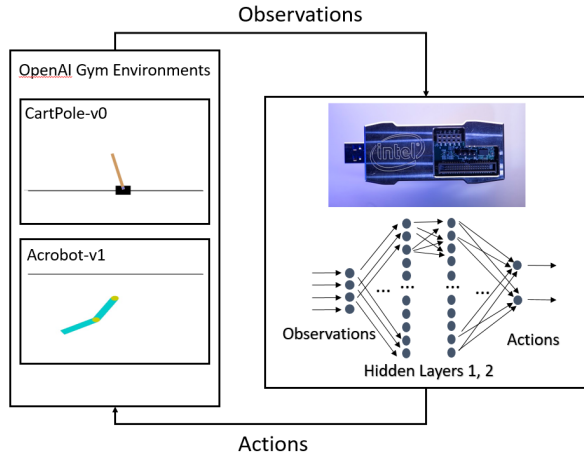 Observations
OpenAI Gym Environments
CartPole-v0
intel
Acrobot-v1
...
...
...
...
Observations
Actions
Hidden Layers 1, 2
Actions